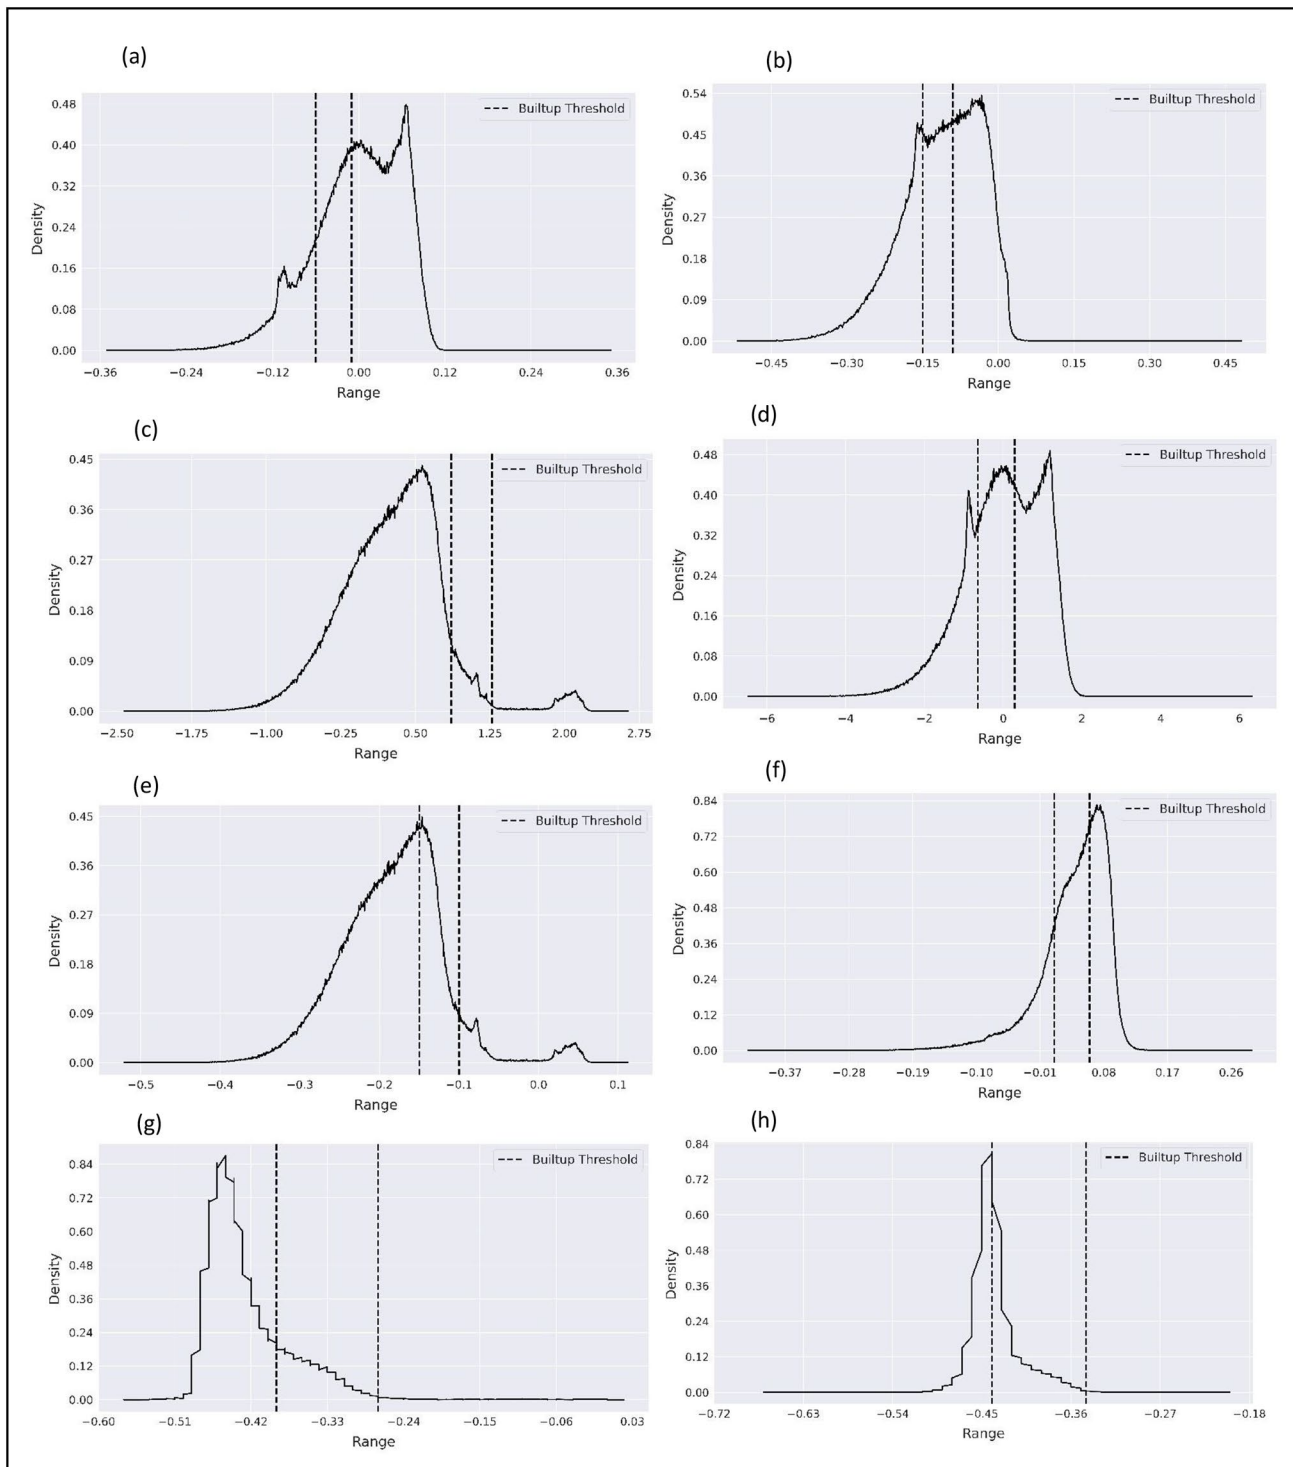 (a)
Builtup Threshold
0.48
0.40
0.32
0.24
0.16
0.08
0.00
Density
−0.36 −0.24 −0.12 0.00 0.12 0.24 0.36
Range
(b)
Builtup Threshold
0.54
0.45
0.36
0.27
0.18
0.09
0.00
Density
−0.45 −0.30 −0.15 0.00 0.15 0.30 0.45
Range
(c)
Builtup Threshold
0.45
0.36
0.27
0.18
0.09
0.00
Density
−2.50 −1.75 −1.00 −0.25 0.50 1.25 2.00 2.75
Range
(d)
Builtup Threshold
0.48
0.40
0.32
0.24
0.16
0.08
0.00
Density
−6 −4 −2 0 2 4 6
Range
(e)
Builtup Threshold
0.45
0.36
0.27
0.18
0.09
0.00
Density
−0.5 −0.4 −0.3 −0.2 −0.1 0.0 0.1
Range
(f)
Builtup Threshold
0.84
0.72
0.60
0.48
0.36
0.24
0.12
0.00
Density
−0.37 −0.28 −0.19 −0.10 −0.01 0.08 0.17 0.26
Range
(g)
Builtup Threshold
0.84
0.72
0.60
0.48
0.36
0.24
0.12
0.00
Density
−0.60 −0.51 −0.42 −0.33 −0.24 −0.15 −0.06 0.03
Range
(h)
Builtup Threshold
0.84
0.72
0.60
0.48
0.36
0.24
0.12
0.00
Density
−0.72 −0.63 −0.54 −0.45 −0.36 −0.27 −0.18
Range